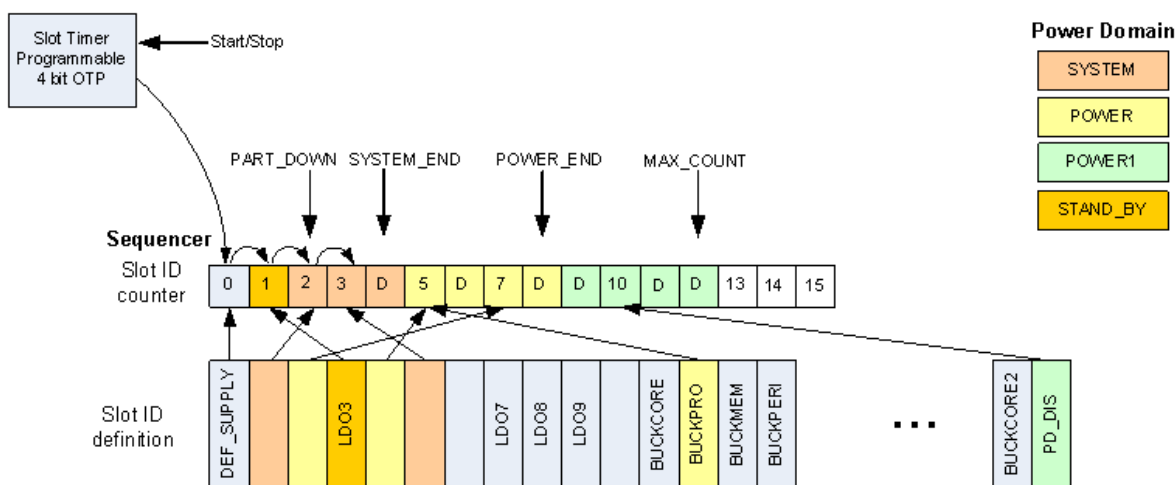 Slot Timer
Programmable
4 bit OTP
Start/Stop
Power Domain
SYSTEM
POWER
POWER1
STAND_BY
PART_DOWN SYSTEM_END POWER_END MAX_COUNT
Sequencer
Slot ID
counter
0 1 2 3 D 5 D 7 D D 10 D D 13 14 15
Slot ID
definition
DEF_SUPPLY
LDO3
LDO7
LDO8
LDO9
BUCKCORE
BUCKPRO
BUCKMEM
BUCKPERI
...
BUCKCORE2
PD_DIS